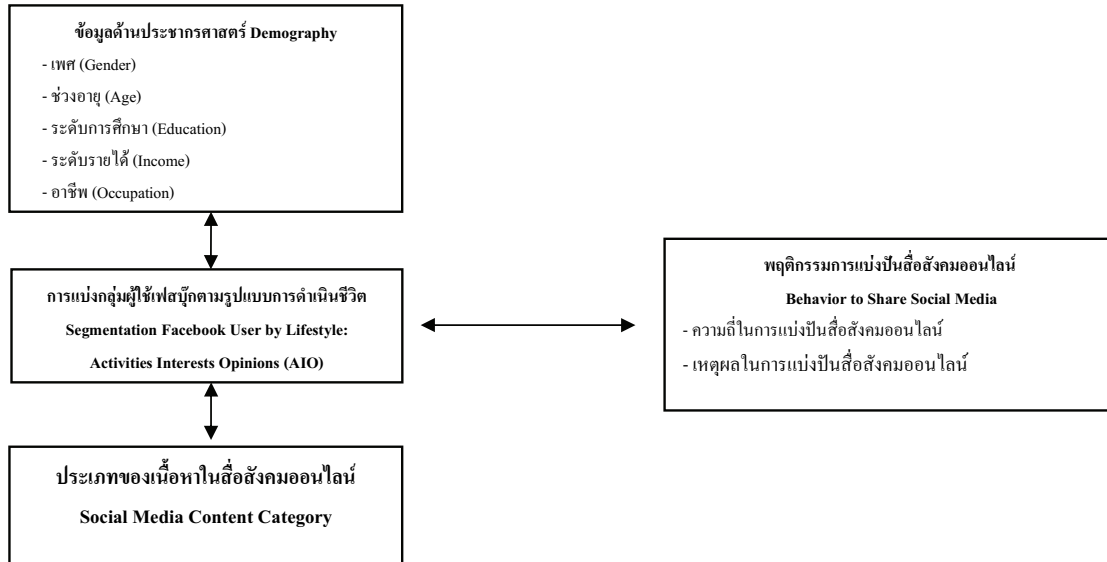 ข้อมูลด้านประชากรศาสตร์ Demography
- เพศ (Gender)
- ช่วงอายุ (Age)
- ระดับการศึกษา (Education)
- ระดับรายได้ (Income)
- อาชีพ (Occupation)
การแบ่งกลุ่มผู้ใช้เฟสบุ๊กตามรูปแบบการดำเนินชีวิต
Segmentation Facebook User by Lifestyle:
Activities Interests Opinions (AIO)
พฤติกรรมการแบ่งปันสื่อสังคมออนไลน์
Behavior to Share Social Media
- ความถี่ในการแบ่งปันสื่อสังคมออนไลน์
- เหตุผลในการแบ่งปันสื่อสังคมออนไลน์
ประเภทของเนื้อหาในสื่อสังคมออนไลน์
Social Media Content Category